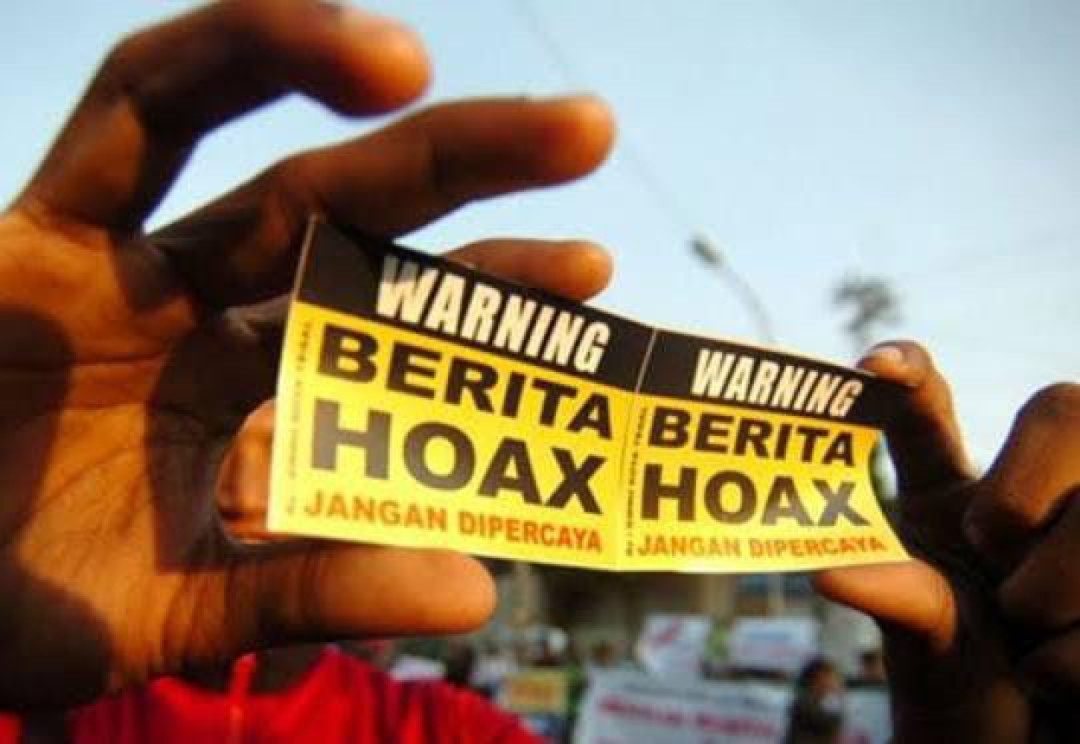 WARNING
BERITA
HOAX
JANGAN DIPERCAYA
WARNING
BERITA
HOAX
JANGAN DIPERCAYA